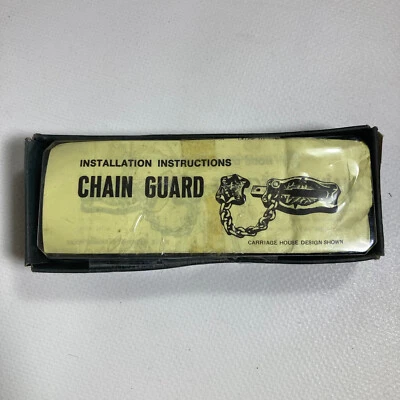 INSTALLATION INSTRUCTIONS
CHAIN GUARD
CARRIAGE HOUSE DESIGN SHOWN